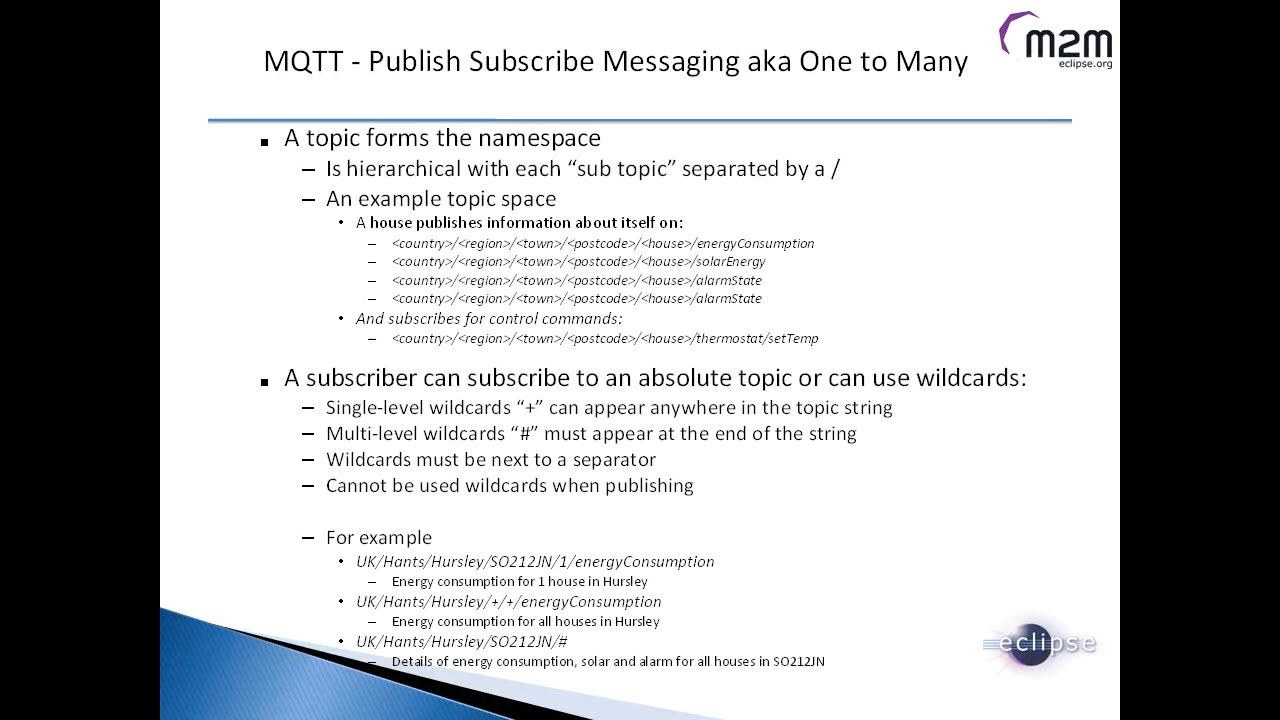 MQTT - Publish Subscribe Messaging aka One to Many
m2m
eclipse.org
▪ A topic forms the namespace
– Is hierarchical with each “sub topic” separated by a /
– An example topic space
• A house publishes information about itself on:
– <country>/<region>/<town>/<postcode>/<house>/energyConsumption
– <country>/<region>/<town>/<postcode>/<house>/solarEnergy
– <country>/<region>/<town>/<postcode>/<house>/alarmState
– <country>/<region>/<town>/<postcode>/<house>/alarmState
• And subscribes for control commands:
– <country>/<region>/<town>/<postcode>/<house>/thermostat/setTemp
▪ A subscriber can subscribe to an absolute topic or can use wildcards:
– Single-level wildcards “+” can appear anywhere in the topic string
– Multi-level wildcards “#” must appear at the end of the string
– Wildcards must be next to a separator
– Cannot be used wildcards when publishing
– For example
• UK/Hants/Hursley/SO212JN/1/energyConsumption
– Energy consumption for 1 house in Hursley
• UK/Hants/Hursley/+/+/energyConsumption
– Energy consumption for all houses in Hursley
• UK/Hants/Hursley/SO212JN/#
– Details of energy consumption, solar and alarm for all houses in SO212JN
eclipse